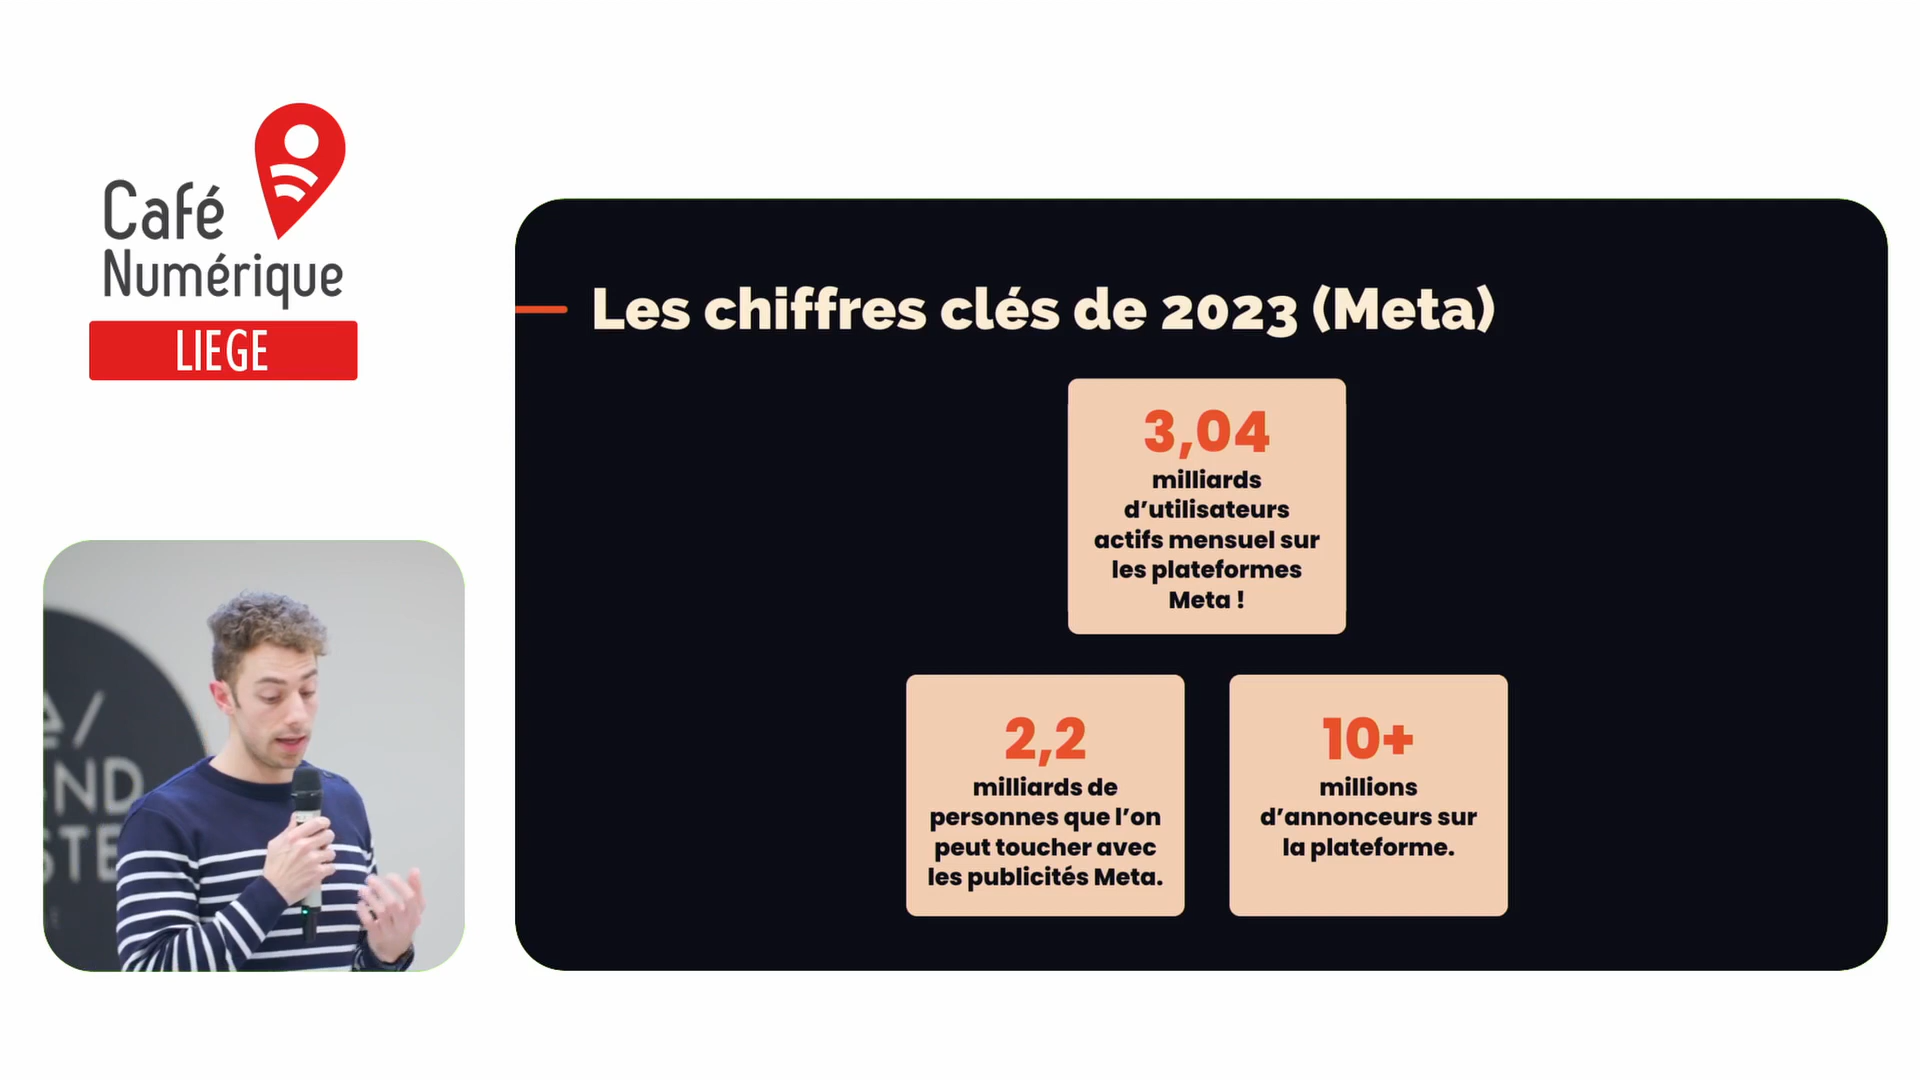 Café
Numérique
LIEGE
Les chiffres clés de 2023 (Meta)
3,04
milliards
d’utilisateurs
actifs mensuel sur
les plateformes
Meta !
2,2
milliards de
personnes que l’on
peut toucher avec
les publicités Meta.
10+
millions
d’annonceurs sur
la plateforme.